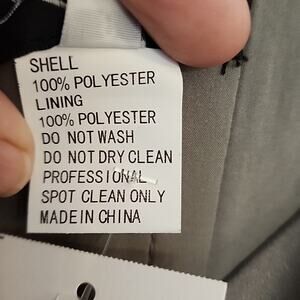 SHELL
100% POLYESTER
LINING
100% POLYESTER
DO NOT WASH
DO NOT DRY CLEAN
PROFESSIONAL
SPOT CLEAN ONLY
MADE IN CHINA